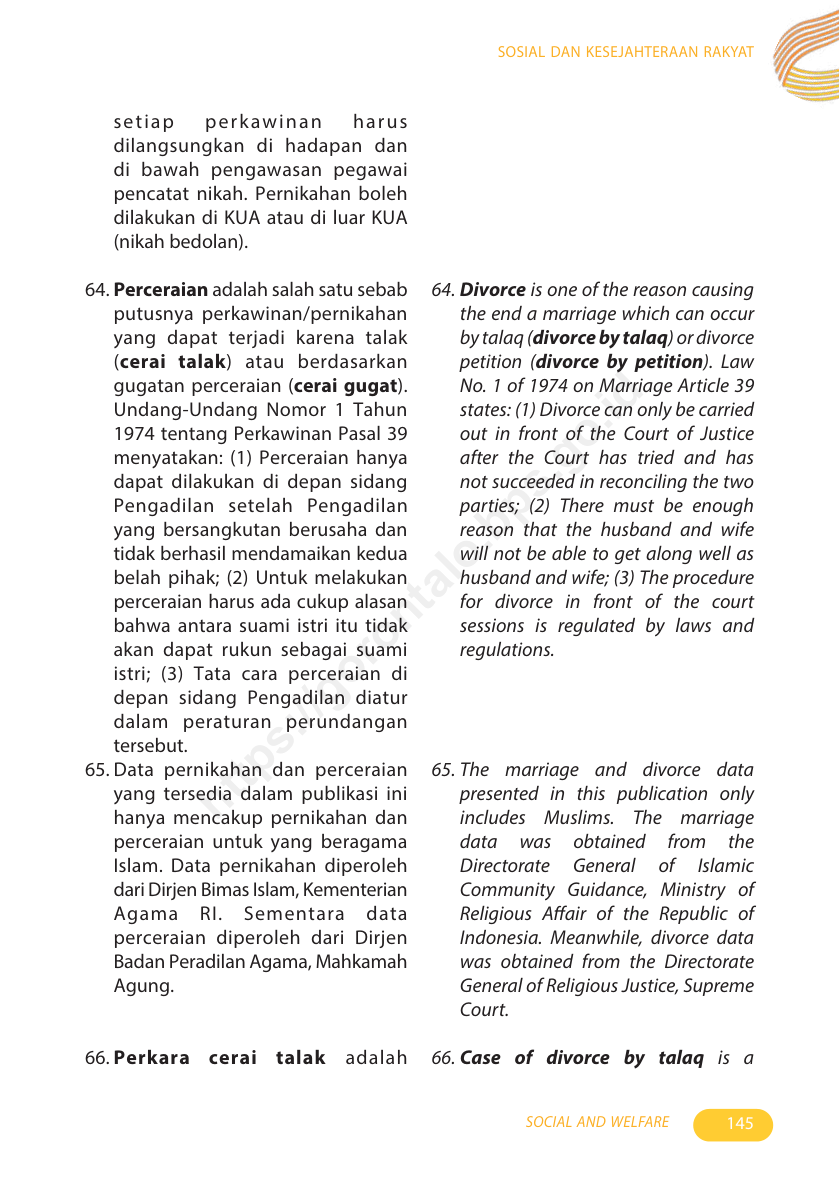 SOSIAL DAN KESEJAHTERAAN RAKYAT
setiap perkawinan harus
dilangsungkan di hadapan dan
di bawah pengawasan pegawai
pencatat nikah. Pernikahan boleh
dilakukan di KUA atau di luar KUA
(nikah bedolan).
64. Perceraian adalah salah satu sebab
putusnya perkawinan/pernikahan
yang dapat terjadi karena talak
(cerai talak) atau berdasarkan
gugatan perceraian (cerai gugat).
Undang-Undang Nomor 1 Tahun
1974 tentang Perkawinan Pasal 39
menyatakan: (1) Perceraian hanya
dapat dilakukan di depan sidang
Pengadilan setelah Pengadilan
yang bersangkutan berusaha dan
tidak berhasil mendamaikan kedua
belah pihak; (2) Untuk melakukan
perceraian harus ada cukup alasan
bahwa antara suami istri itu tidak
akan dapat rukun sebagai suami
istri; (3) Tata cara perceraian di
depan sidang Pengadilan diatur
dalam peraturan perundangan
tersebut.
65. Data pernikahan dan perceraian
yang tersedia dalam publikasi ini
hanya mencakup pernikahan dan
perceraian untuk yang beragama
Islam. Data pernikahan diperoleh
dari Dirjen Bimas Islam, Kementerian
Agama RI. Sementara data
perceraian diperoleh dari Dirjen
Badan Peradilan Agama, Mahkamah
Agung.
66. Perkara cerai talak adalah
64. Divorce is one of the reason causing
the end a marriage which can occur
by talaq (divorce by talaq) or divorce
petition (divorce by petition). Law
No. 1 of 1974 on Marriage Article 39
states: (1) Divorce can only be carried
out in front of the Court of Justice
after the Court has tried and has
not succeeded in reconciling the two
parties; (2) There must be enough
reason that the husband and wife
will not be able to get along well as
husband and wife; (3) The procedure
for divorce in front of the court
sessions is regulated by laws and
regulations.
65. The marriage and divorce data
presented in this publication only
includes Muslims. The marriage
data was obtained from the
Directorate General of Islamic
Community Guidance, Ministry of
Religious Affair of the Republic of
Indonesia. Meanwhile, divorce data
was obtained from the Directorate
General of Religious Justice, Supreme
Court.
66. Case of divorce by talaq is a
https://gorontalo.bps.go.id
SOCIAL AND WELFARE
145